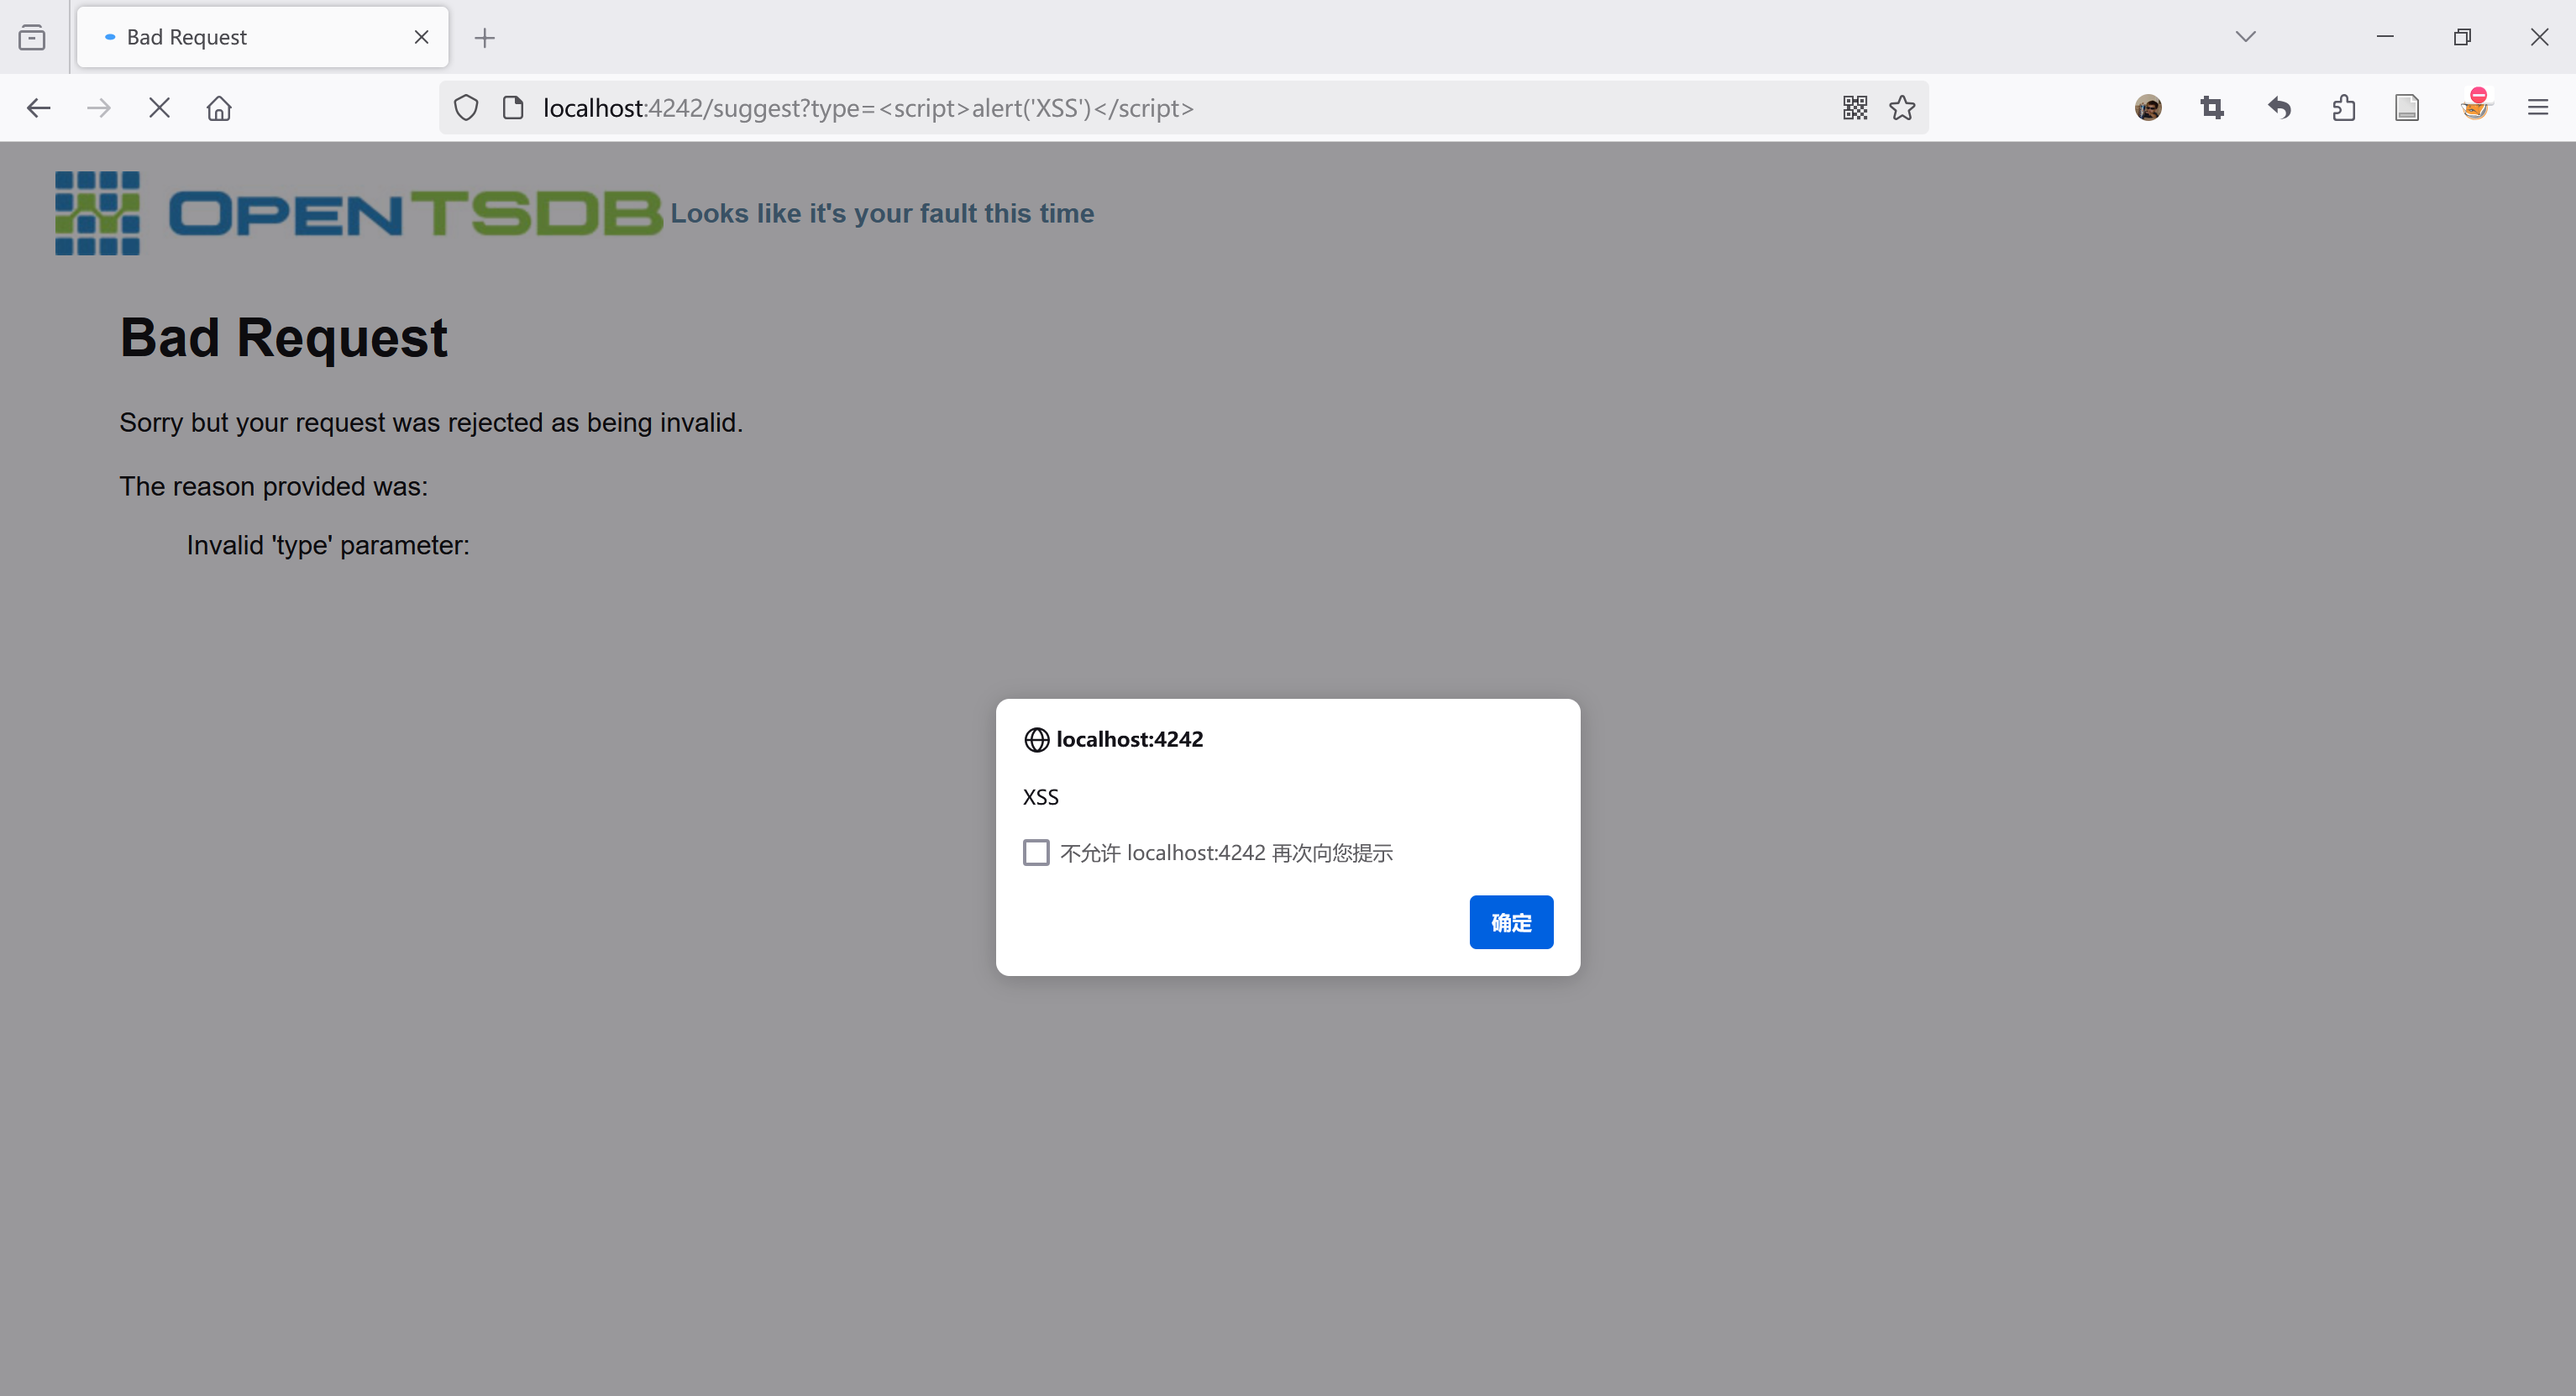 Bad Request
localhost:4242/suggest?type=<script>alert('XSS')</script>
OPENTSDB Looks like it's your fault this time
Bad Request
Sorry but your request was rejected as being invalid.
The reason provided was:
Invalid 'type' parameter:
localhost:4242
XSS
不允许 localhost:4242 再次向您提示
确定